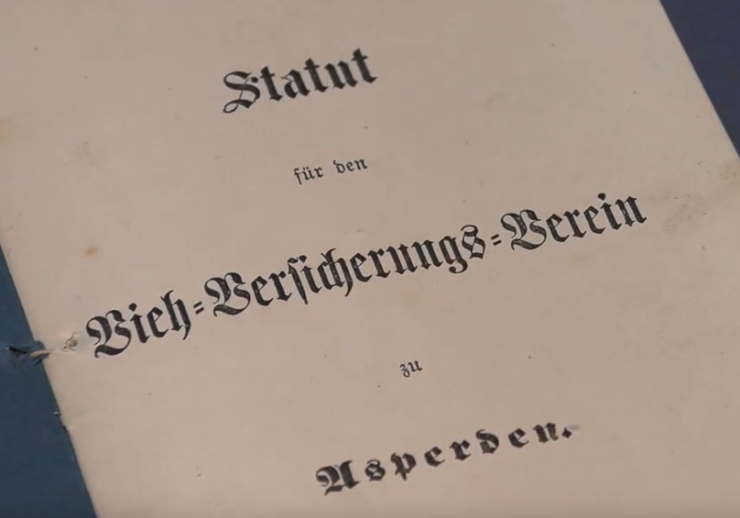 Statut
für den
Vieh=Versicherungs=Verein
zu
Asperden.